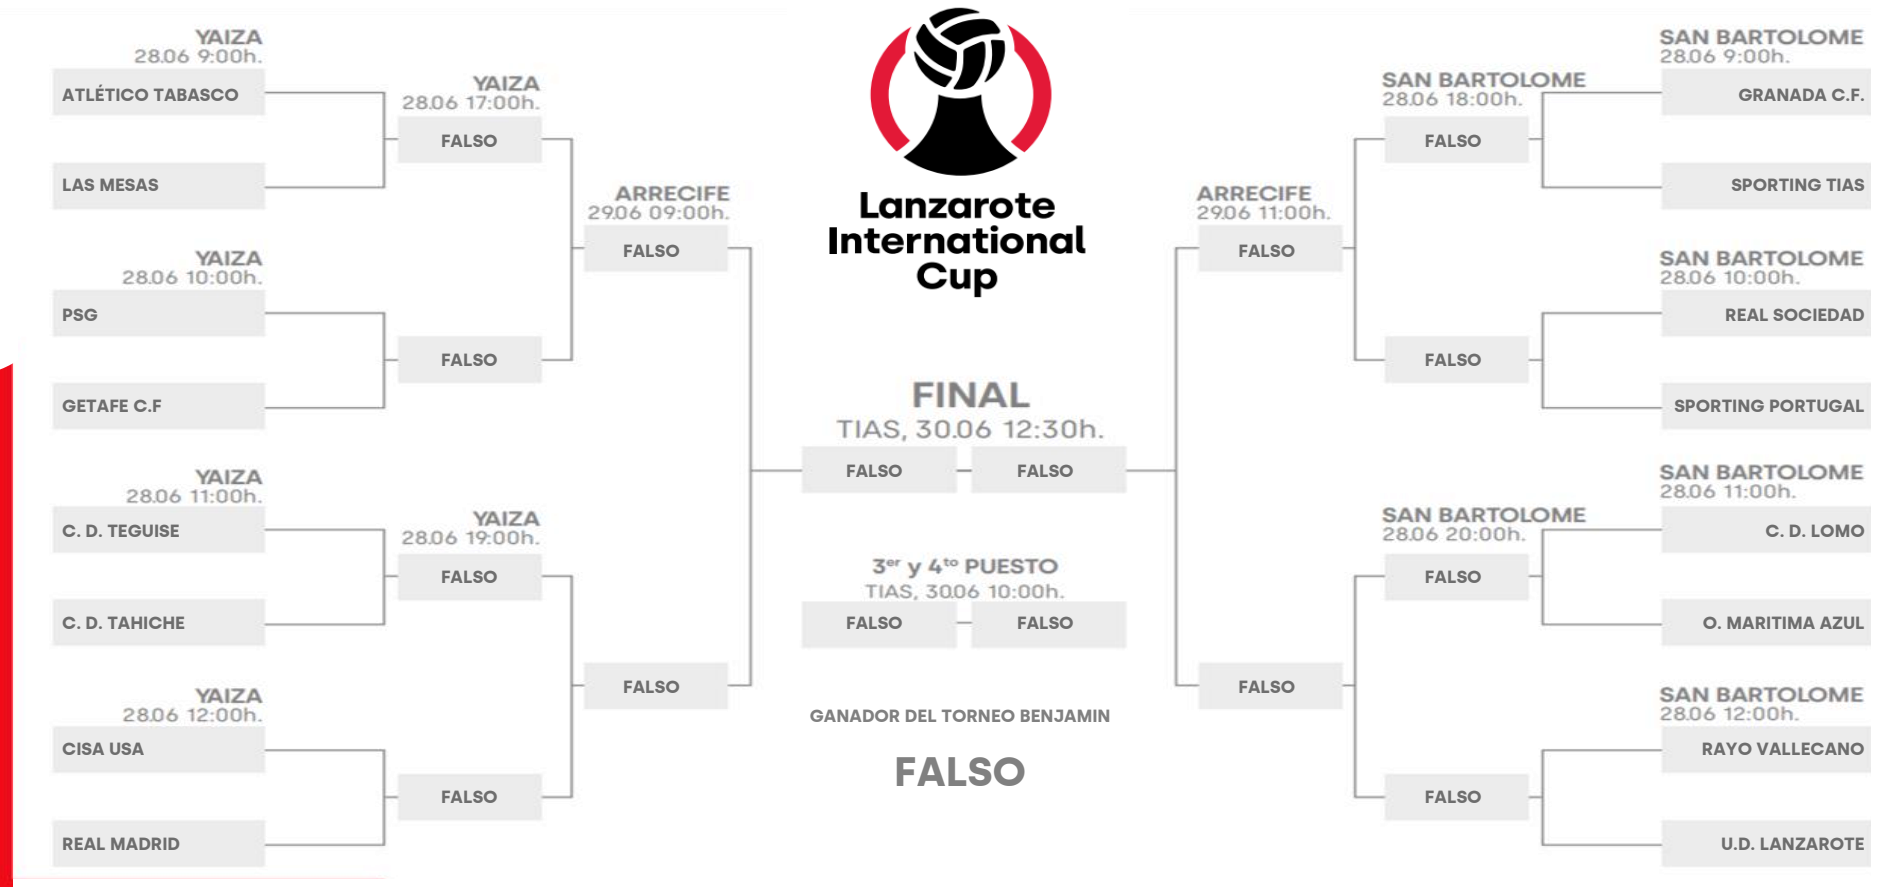 YAIZA
28.06 9:00h.
ATLÉTICO TABASCO
LAS MESAS
YAIZA
28.06 10:00h.
PSG
GETAFE C.F
YAIZA
28.06 11:00h.
C. D. TEGUISE
C. D. TAHICHE
YAIZA
28.06 12:00h.
CISA USA
REAL MADRID
YAIZA
28.06 17:00h.
FALSO
FALSO
YAIZA
28.06 19:00h.
FALSO
FALSO
ARRECIFE
29.06 09:00h.
FALSO
FALSO
Lanzarote
International
Cup
FINAL
TIAS, 30.06 12:30h.
FALSO
FALSO
3er y 4to PUESTO
TIAS, 30.06 10:00h.
FALSO
FALSO
GANADOR DEL TORNEO BENJAMIN
FALSO
ARRECIFE
29.06 11:00h.
FALSO
FALSO
SAN BARTOLOME
28.06 18:00h.
FALSO
FALSO
SAN BARTOLOME
28.06 20:00h.
FALSO
FALSO
SAN BARTOLOME
28.06 9:00h.
GRANADA C.F.
SPORTING TIAS
SAN BARTOLOME
28.06 10:00h.
REAL SOCIEDAD
SPORTING PORTUGAL
SAN BARTOLOME
28.06 11:00h.
C. D. LOMO
O. MARITIMA AZUL
SAN BARTOLOME
28.06 12:00h.
RAYO VALLECANO
U.D. LANZAROTE